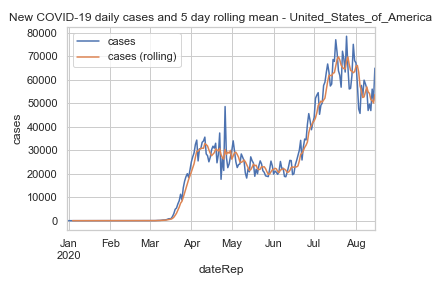 New COVID-19 daily cases and 5 day rolling mean - United_States_of_America
80000
70000
60000
50000
40000
30000
20000
10000
0
cases
cases
cases (rolling)
Jan Feb Mar Apr May Jun Jul Aug
2020
dateRep